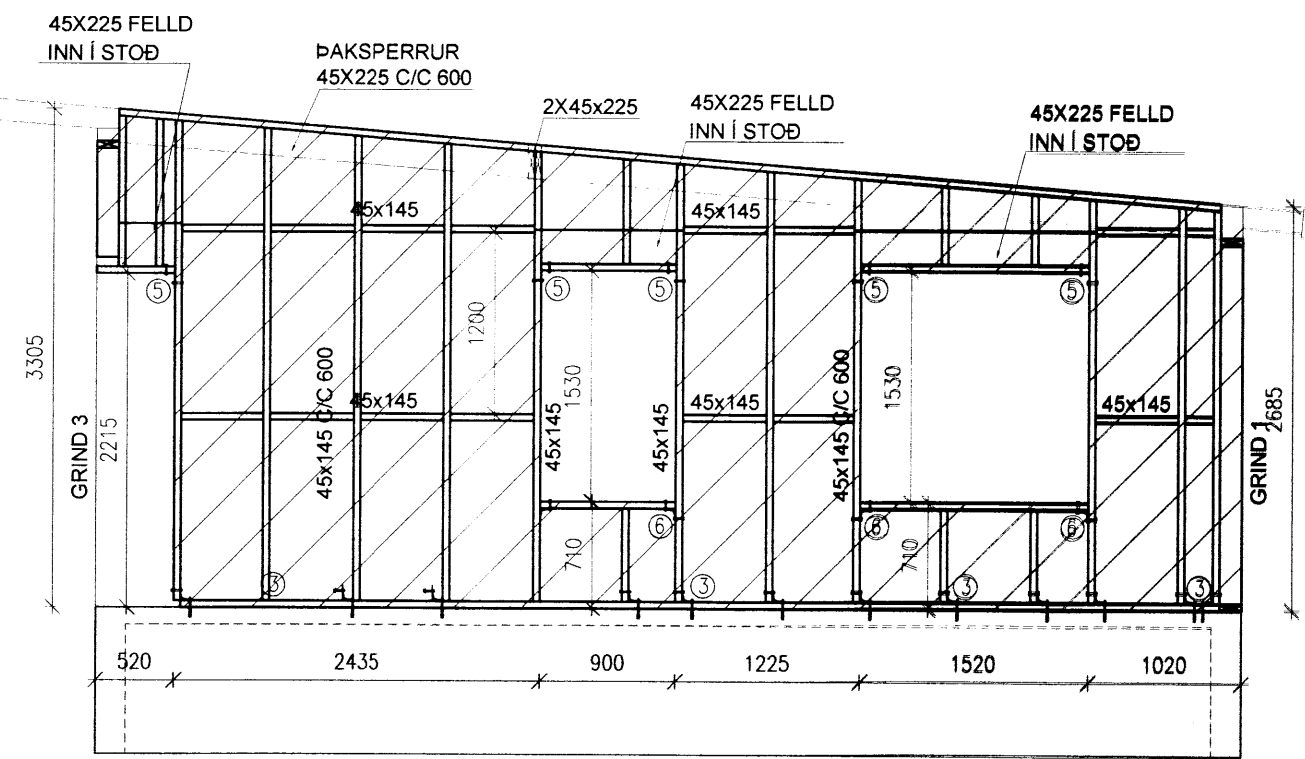 45X225 FELLD
INN Í STOÐ
ÞAKSPERRUR
45X225 C/C 600
2X45x225
45X225 FELLD
INN Í STOÐ
45X225 FELLD
INN Í STOÐ
45x145
45x145
5
5
5
5
5
1200
3305
2215
GRIND 3
45x145 C/C 600
45x145
1530
45x145
45x145
45x145
45x145 C/C 600
1530
45x145
GRIND 1
2685
6
6
6
710
710
3
3
3
3
520
2435
900
1225
1520
1020